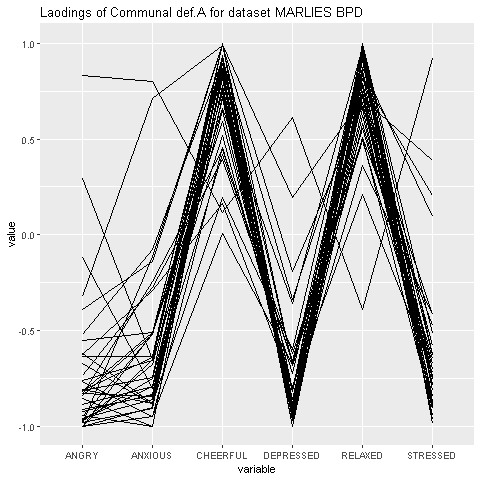 Laodings of Communal def.A for dataset MARLIES BPD
1.0
0.5
0.0
-0.5
-1.0
value
ANGRY ANXIOUS CHEERFUL DEPRESSED RELAXED STRESSED
variable